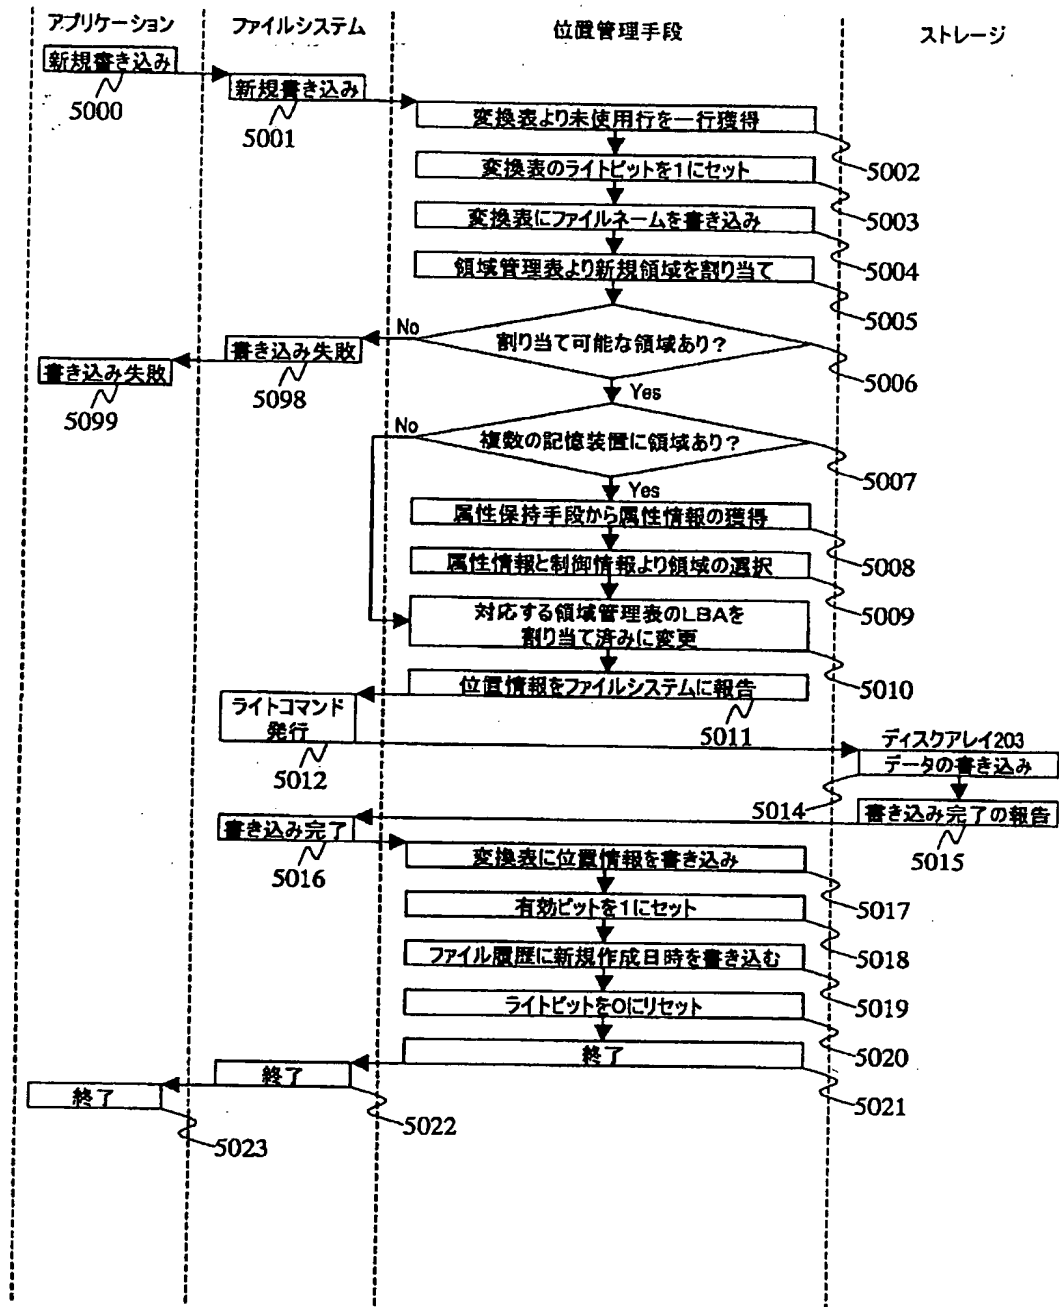 アプリケーション
ファイルシステム
位置管理手段
ストレージ
新規書き込み
5000
新規書き込み
5001
変換表より未使用行を一行獲得
5002
変換表のライトビットを1にセット
5003
変換表にファイルネームを書き込み
5004
領域管理表より新規領域を割り当て
5005
割り当て可能な領域あり?
5006
No
書き込み失敗
5098
書き込み失敗
5099
Yes
複数の記憶装置に領域あり?
5007
No
Yes
属性保持手段から属性情報の獲得
5008
属性情報と制御情報より領域の選択
5009
対応する領域管理表のLBAを
割り当て済みに変更
5010
位置情報をファイルシステムに報告
5011
ライトコマンド
発行
5012
ディスクアレイ203
データの書き込み
5014
書き込み完了の報告
5015
書き込み完了
5016
変換表に位置情報を書き込み
5017
有効ビットを1にセット
5018
ファイル履歴に新規作成日時を書き込む
5019
ライトビットを0にリセット
5020
終了
5021
終了
5022
終了
5023